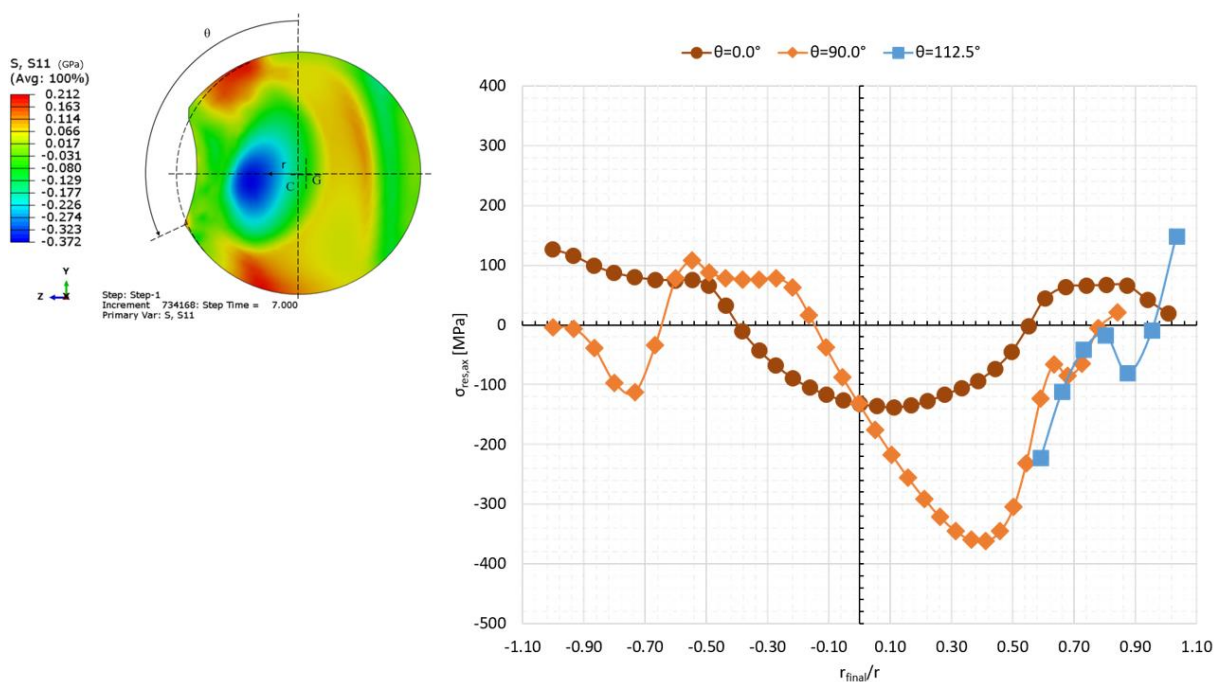 θ
S, S11 (GPa)
(Avg: 100%)
0.212
0.163
0.114
0.066
0.017
-0.031
-0.080
-0.129
-0.177
-0.226
-0.274
-0.323
-0.372
r
C
G
Y
Z
X
Step: Step-1
Increment 734168: Step Time = 7.000
Primary Var: S, S11
θ=0.0° θ=90.0° θ=112.5°
400
300
200
100
0
-100
-200
-300
-400
-500
σres,ax [MPa]
-1.10 -0.90 -0.70 -0.50 -0.30 -0.10 0.10 0.30 0.50 0.70 0.90 1.10
rfinal/r